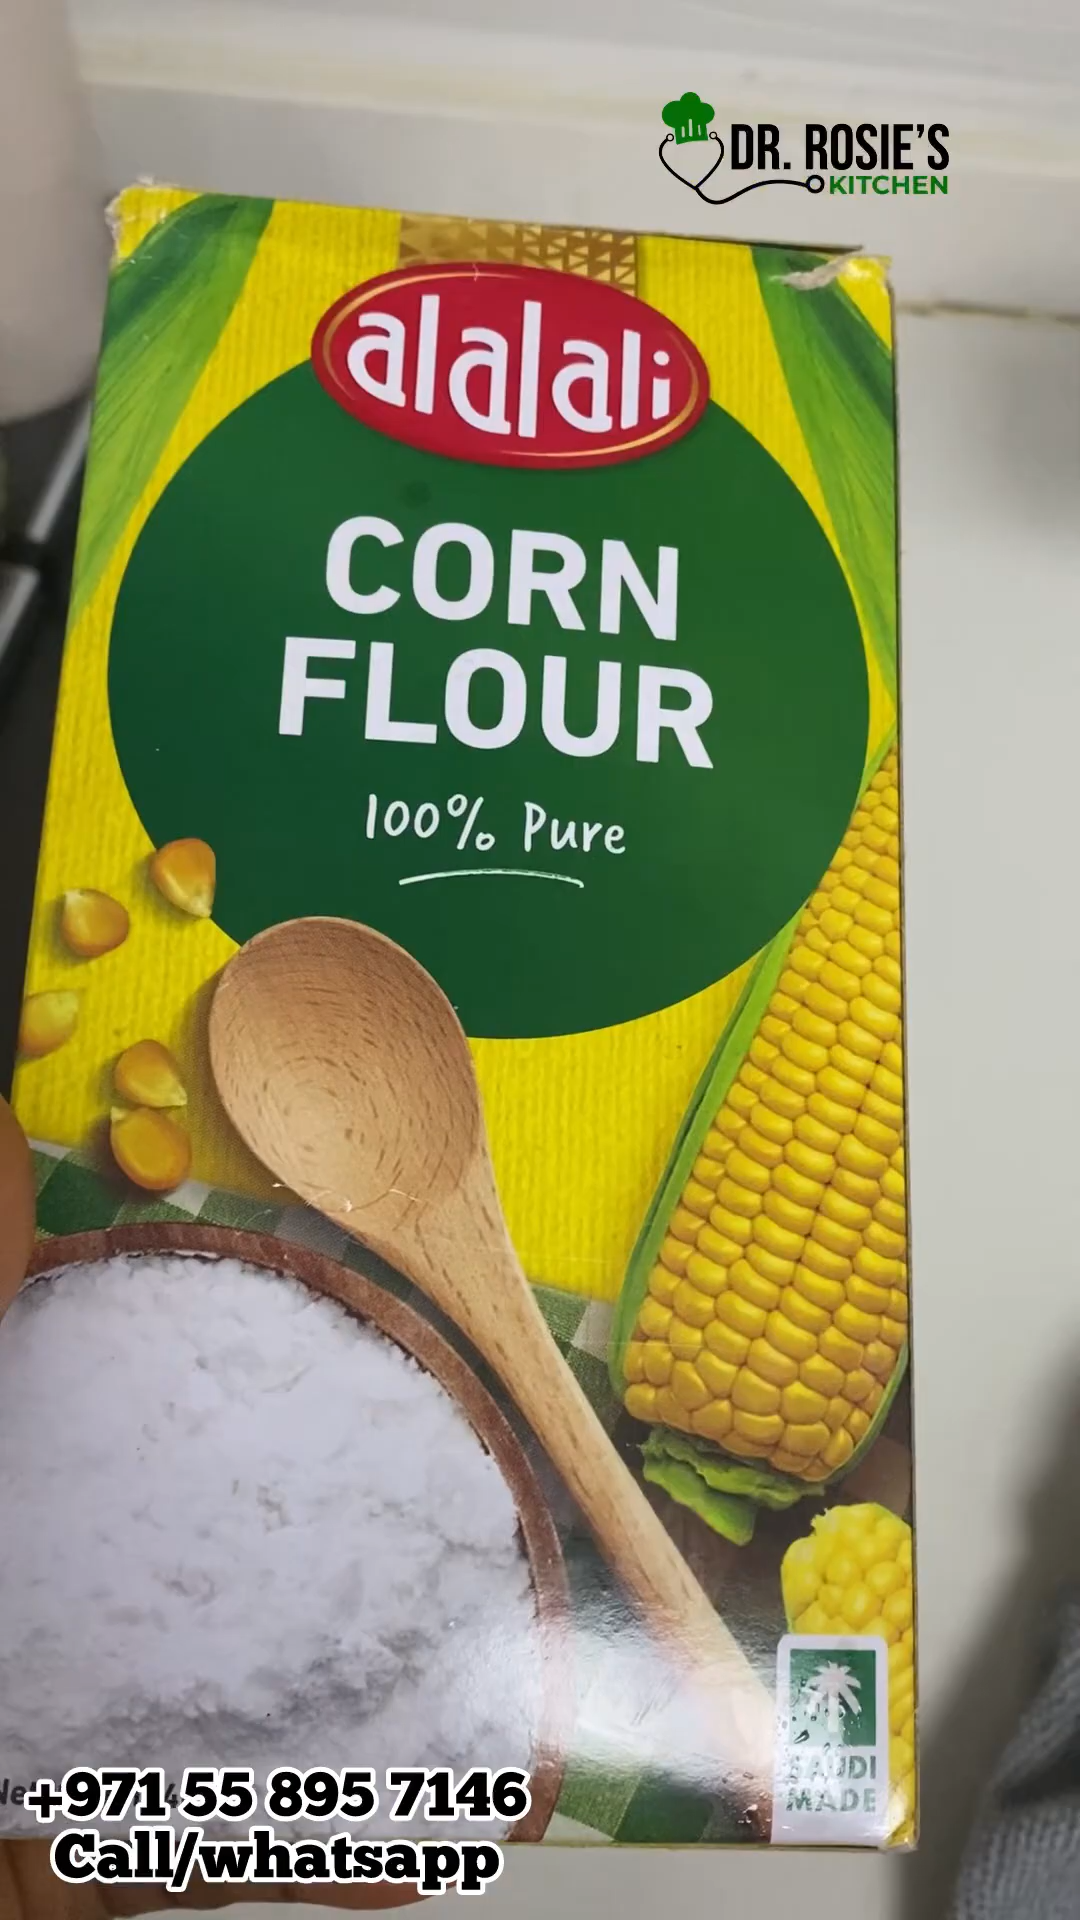 DR. ROSIE'S
KITCHEN
alalali
CORN
FLOUR
100% Pure
SAUDI
MADE
+971 55 895 7146
Call/whatsapp